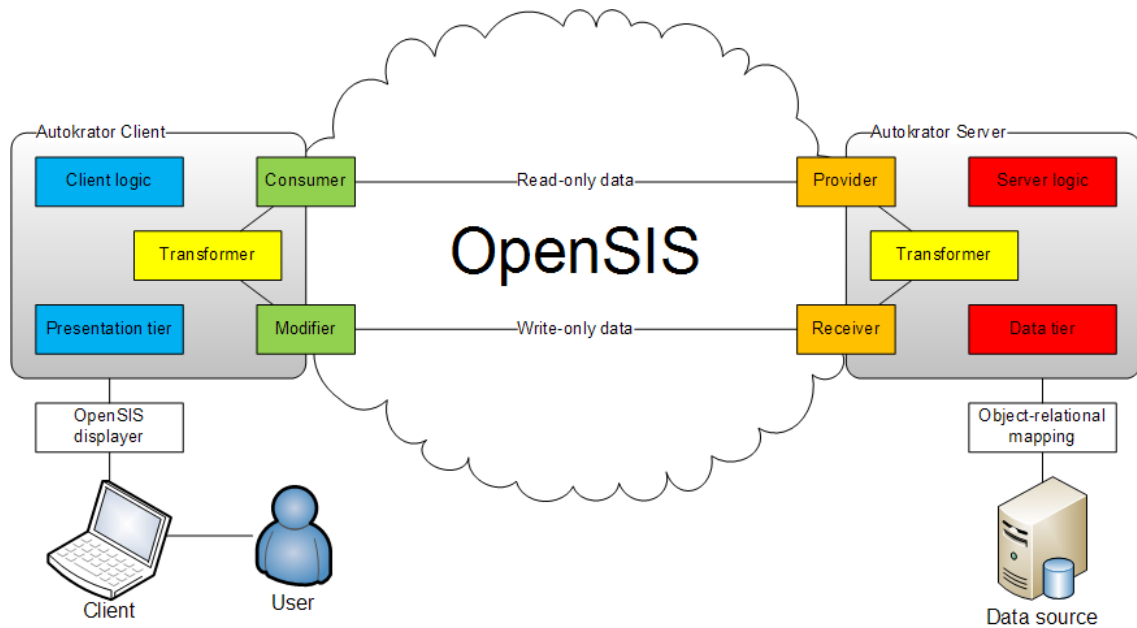 Autokrator Client
Autokrator Server
Client logic
Consumer
Read-only data
Provider
Server logic
Transformer
OpenSIS
Transformer
Presentation tier
Modifier
Write-only data
Receiver
Data tier
OpenSIS
displayer
Object-relational
mapping
Client
User
Data source